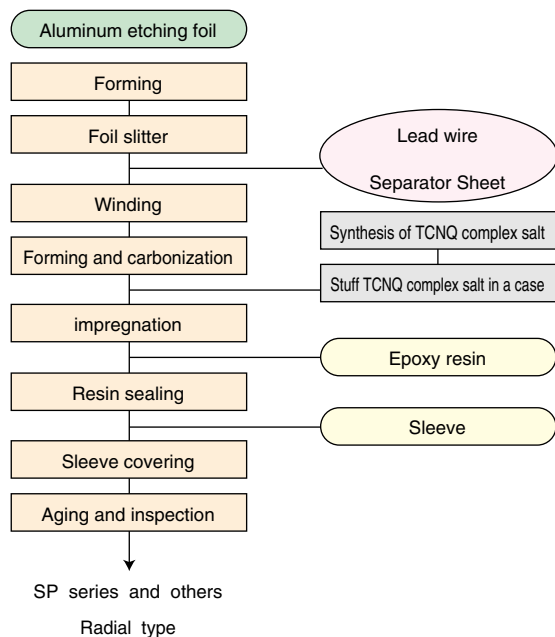 Aluminum etching foil
Forming
Foil slitter
Lead wire
Separator Sheet
Winding
Synthesis of TCNQ complex salt
Forming and carbonization
Stuff TCNQ complex salt in a case
impregnation
Epoxy resin
Resin sealing
Sleeve
Sleeve covering
Aging and inspection
SP series and others
Radial type